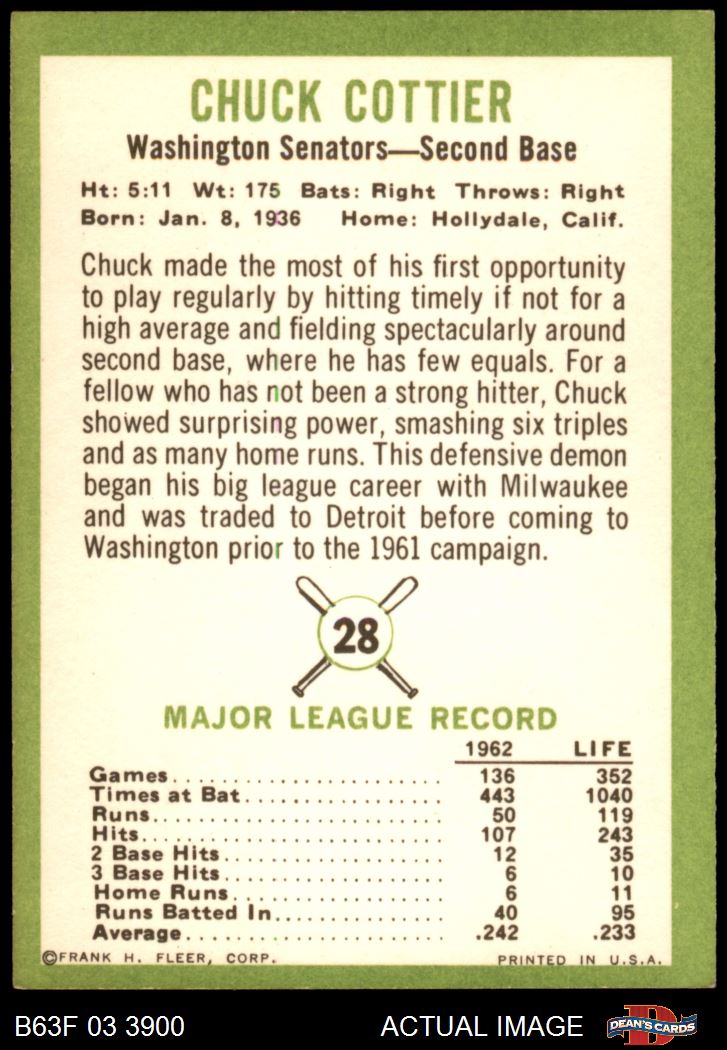 CHUCK COTTIER
Washington Senators—Second Base
Ht: 5:11 Wt: 175 Bats: Right Throws: Right
Born: Jan. 8, 1936 Home: Hollydale, Calif.
Chuck made the most of his first opportunity
to play regularly by hitting timely if not for a
high average and fielding spectacularly around
second base, where he has few equals. For a
fellow who has not been a strong hitter, Chuck
showed surprising power, smashing six triples
and as many home runs. This defensive demon
began his big league career with Milwaukee
and was traded to Detroit before coming to
Washington prior to the 1961 campaign.
28
MAJOR LEAGUE RECORD
1962 LIFE
Games........................ 136 352
Times at Bat................. 443 1040
Runs......................... 50 119
Hits......................... 107 243
2 Base Hits.................. 12 35
3 Base Hits.................. 6 10
Home Runs.................... 6 11
Runs Batted In............... 40 95
Average...................... .242 .233
©FRANK H. FLEER, CORP. PRINTED IN U.S.A.
B63F 03 3900 ACTUAL IMAGE DEAN'S CARDS